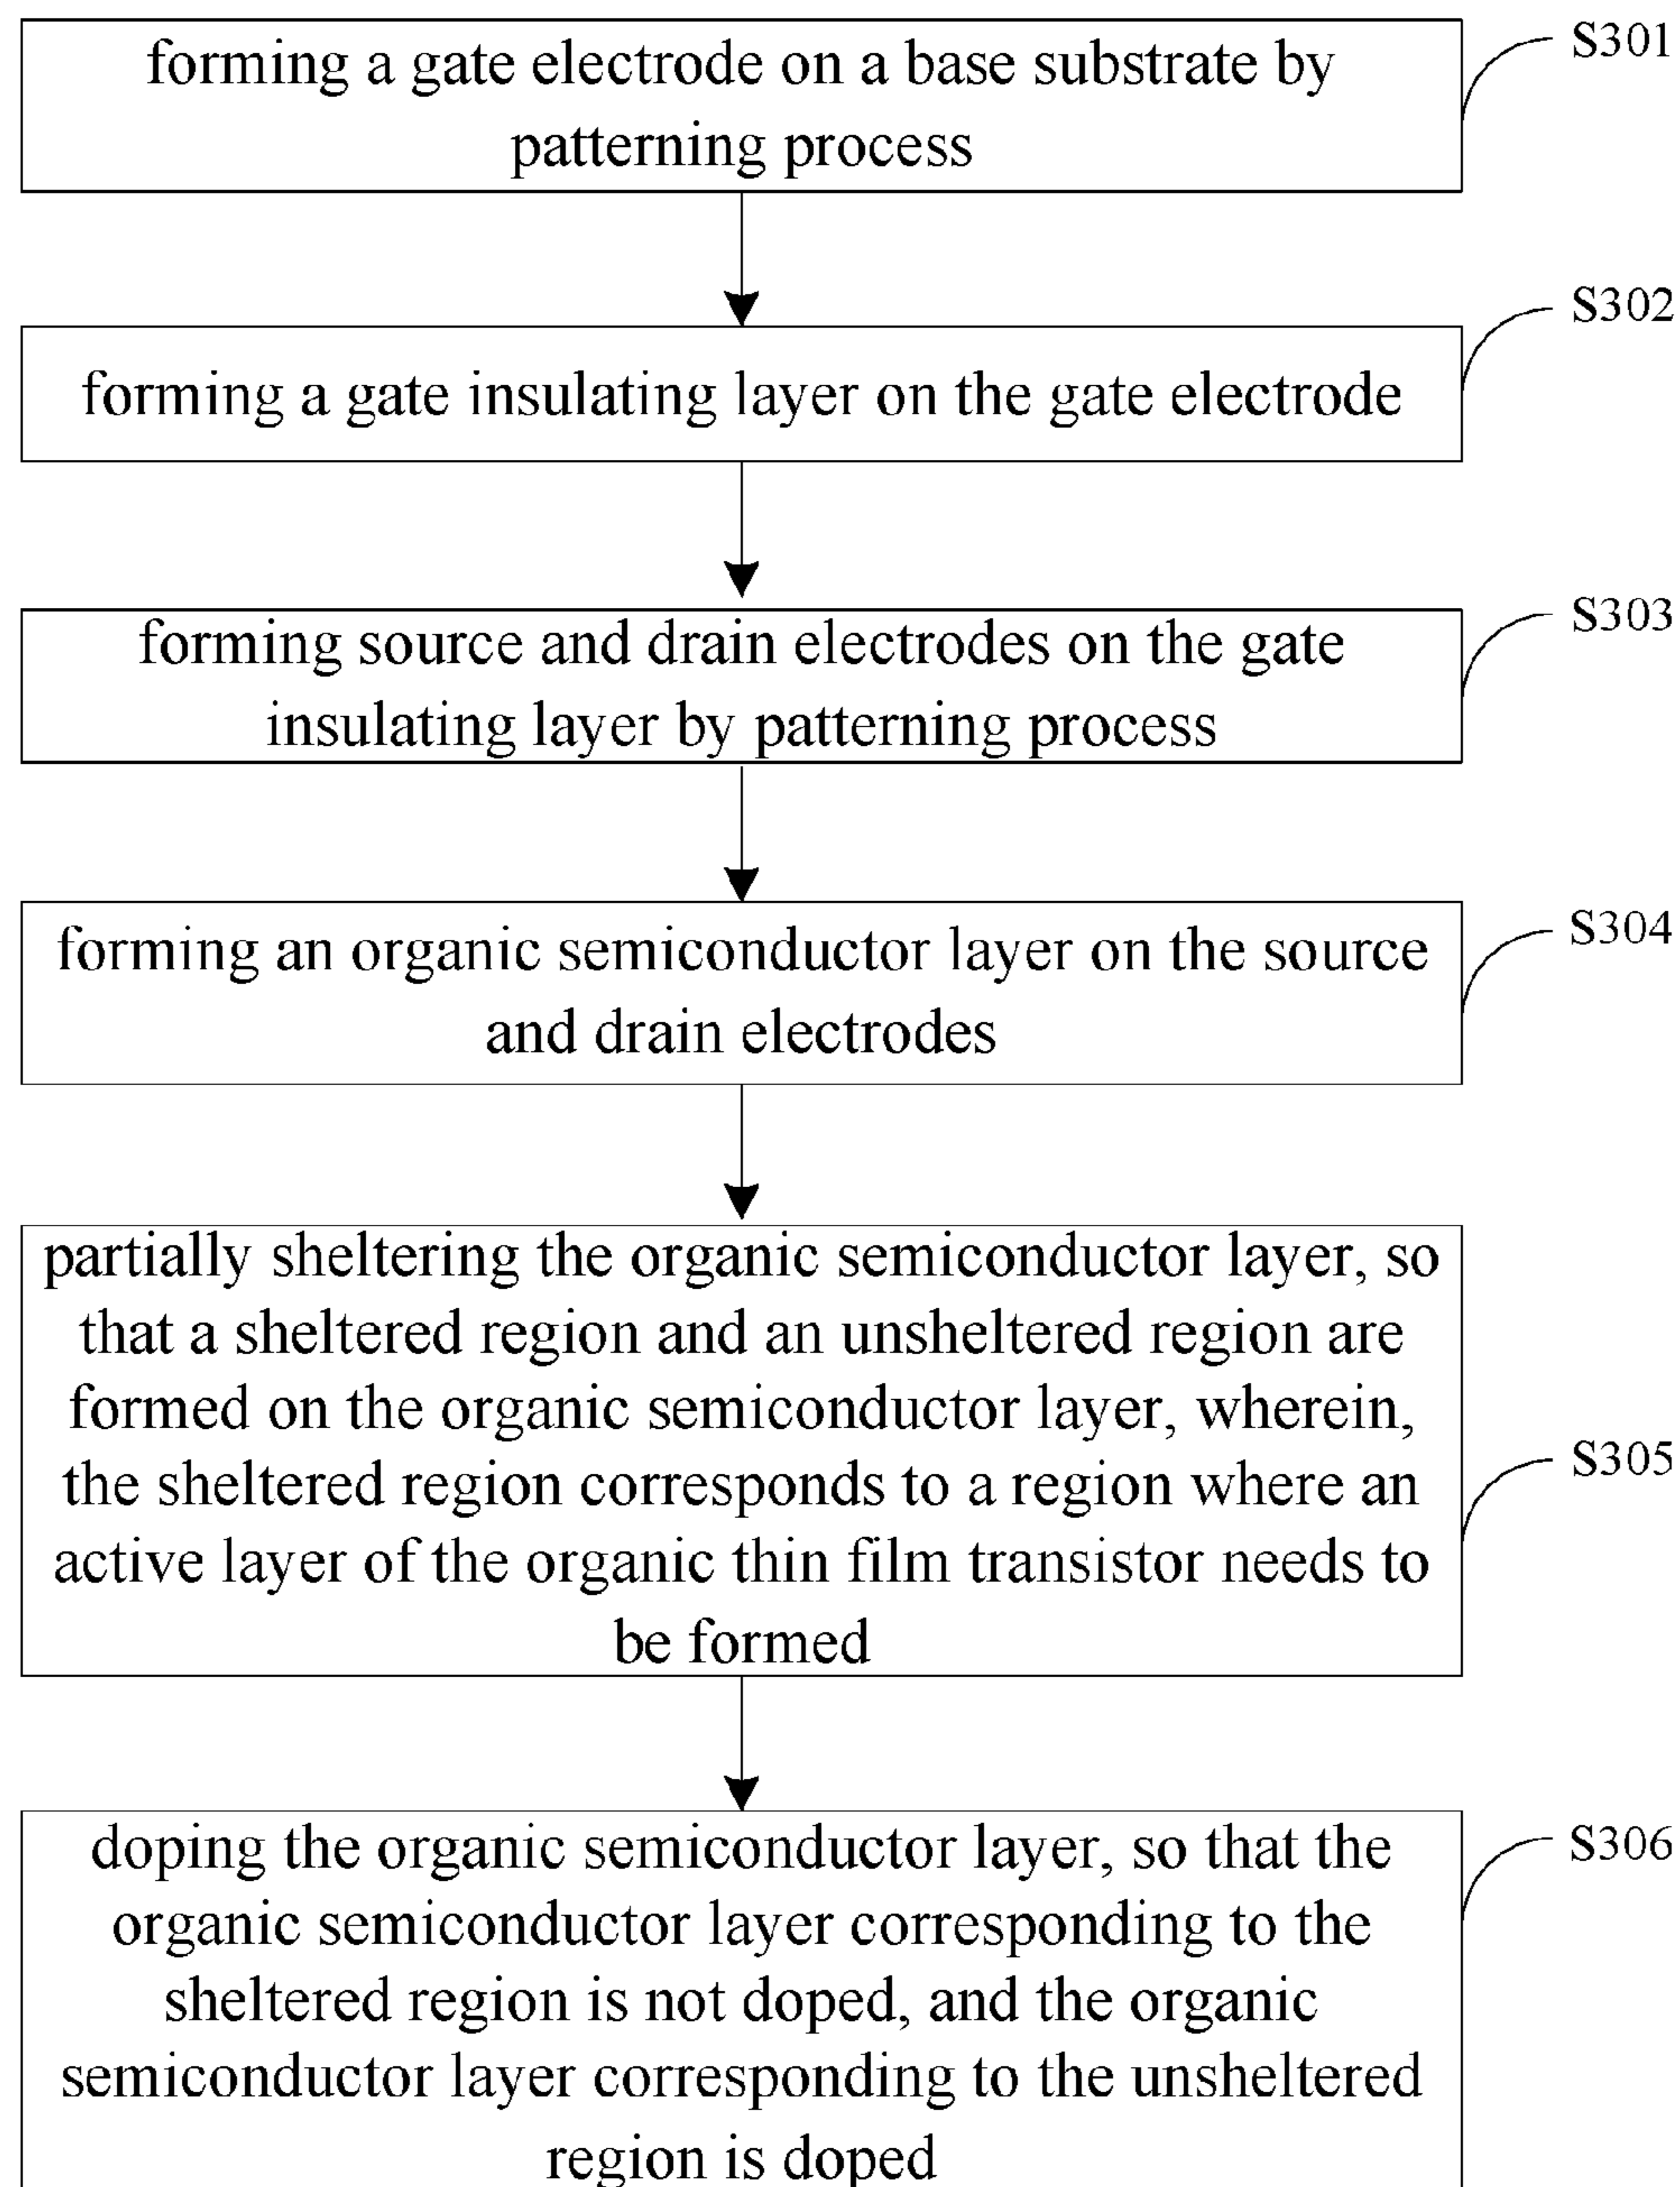 forming a gate electrode on a base substrate by
patterning process
S301
forming a gate insulating layer on the gate electrode
S302
forming source and drain electrodes on the gate
insulating layer by patterning process
S303
forming an organic semiconductor layer on the source
and drain electrodes
S304
partially sheltering the organic semiconductor layer, so
that a sheltered region and an unsheltered region are
formed on the organic semiconductor layer, wherein,
the sheltered region corresponds to a region where an
active layer of the organic thin film transistor needs to
be formed
S305
doping the organic semiconductor layer, so that the
organic semiconductor layer corresponding to the
sheltered region is not doped, and the organic
semiconductor layer corresponding to the unsheltered
region is doped
S306